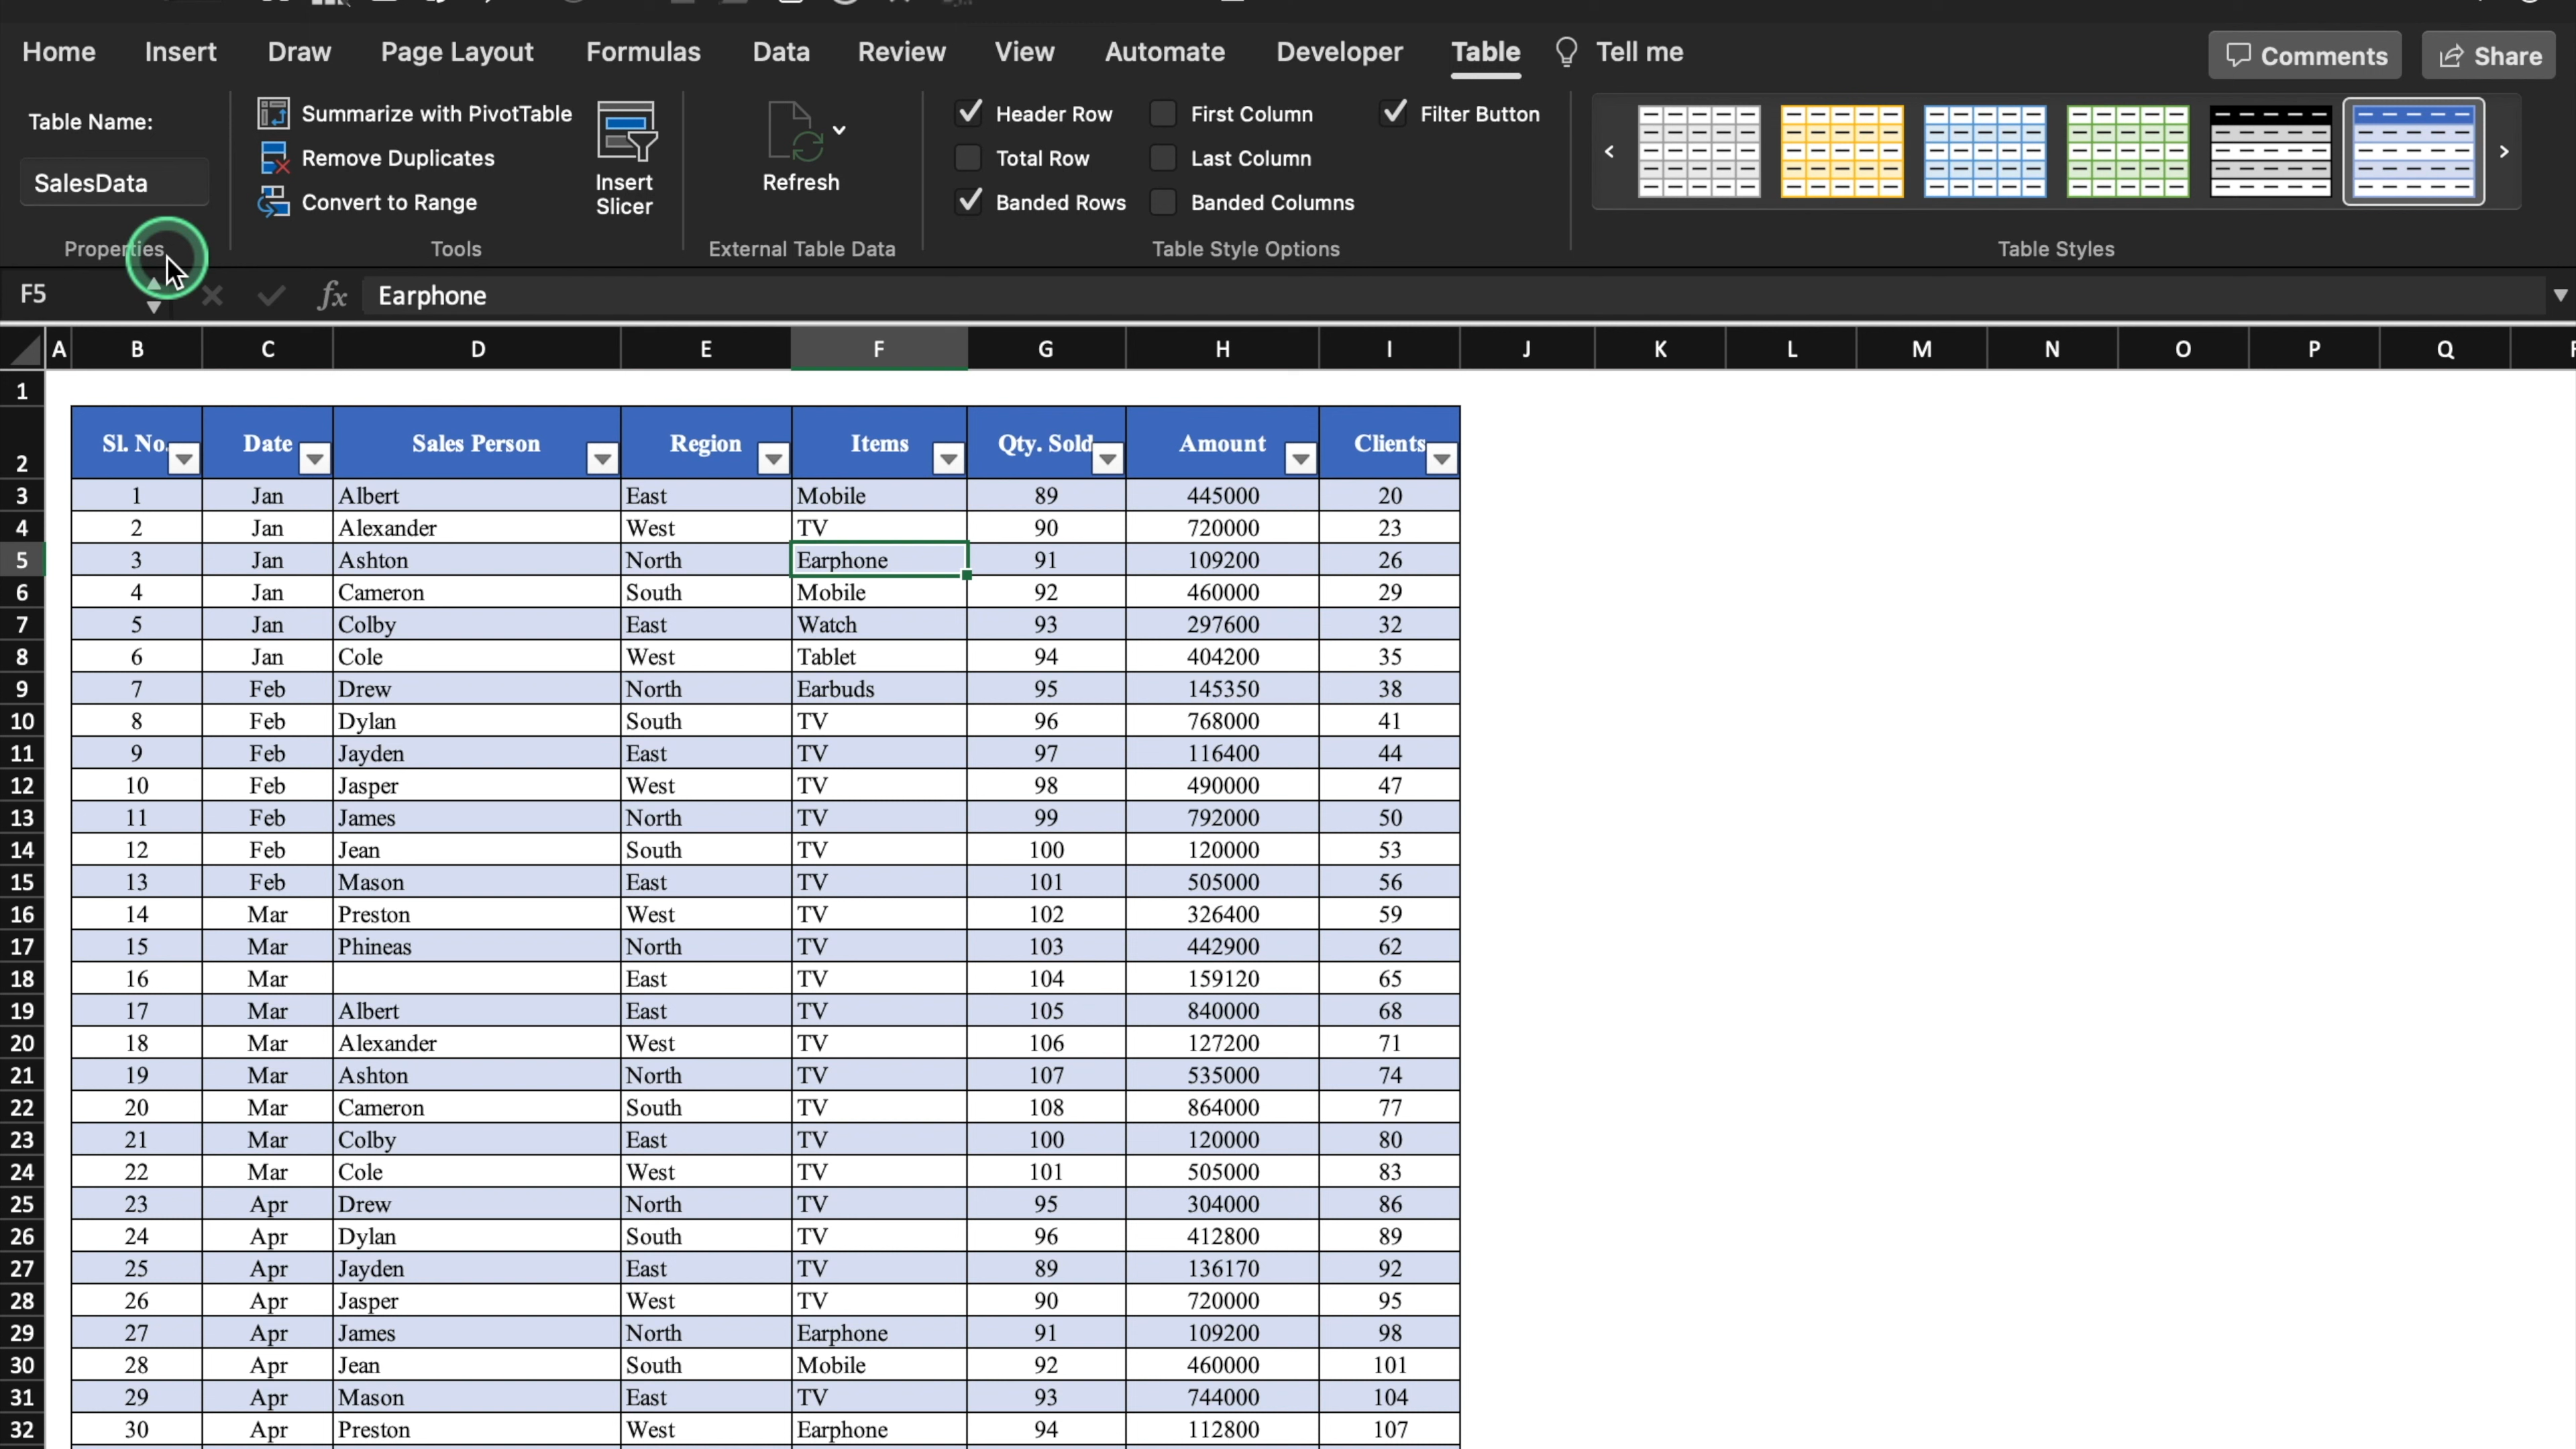 Home Insert Draw Page Layout Formulas Data Review View Automate Developer Table Tell me Comments Share
Table Name:
SalesData
Properties
Summarize with PivotTable
Remove Duplicates
Convert to Range
Insert
Slicer
Tools
Refresh
External Table Data
Header Row First Column Filter Button
Total Row Last Column
Banded Rows Banded Columns
Table Style Options
Table Styles
F5 fx Earphone
A B C D E F G H I J K L M N O P Q
1
2 Sl. No. Date Sales Person Region Items Qty. Sold Amount Clients
3 1 Jan Albert East Mobile 89 445000 20
4 2 Jan Alexander West TV 90 720000 23
5 3 Jan Ashton North Earphone 91 109200 26
6 4 Jan Cameron South Mobile 92 460000 29
7 5 Jan Colby East Watch 93 297600 32
8 6 Jan Cole West Tablet 94 404200 35
9 7 Feb Drew North Earbuds 95 145350 38
10 8 Feb Dylan South TV 96 768000 41
11 9 Feb Jayden East TV 97 116400 44
12 10 Feb Jasper West TV 98 490000 47
13 11 Feb James North TV 99 792000 50
14 12 Feb Jean South TV 100 120000 53
15 13 Feb Mason East TV 101 505000 56
16 14 Mar Preston West TV 102 326400 59
17 15 Mar Phineas North TV 103 442900 62
18 16 Mar East TV 104 159120 65
19 17 Mar Albert East TV 105 840000 68
20 18 Mar Alexander West TV 106 127200 71
21 19 Mar Ashton North TV 107 535000 74
22 20 Mar Cameron South TV 108 864000 77
23 21 Mar Colby East TV 100 120000 80
24 22 Mar Cole West TV 101 505000 83
25 23 Apr Drew North TV 95 304000 86
26 24 Apr Dylan South TV 96 412800 89
27 25 Apr Jayden East TV 89 136170 92
28 26 Apr Jasper West TV 90 720000 95
29 27 Apr James North Earphone 91 109200 98
30 28 Apr Jean South Mobile 92 460000 101
31 29 Apr Mason East TV 93 744000 104
32 30 Apr Preston West Earphone 94 112800 107